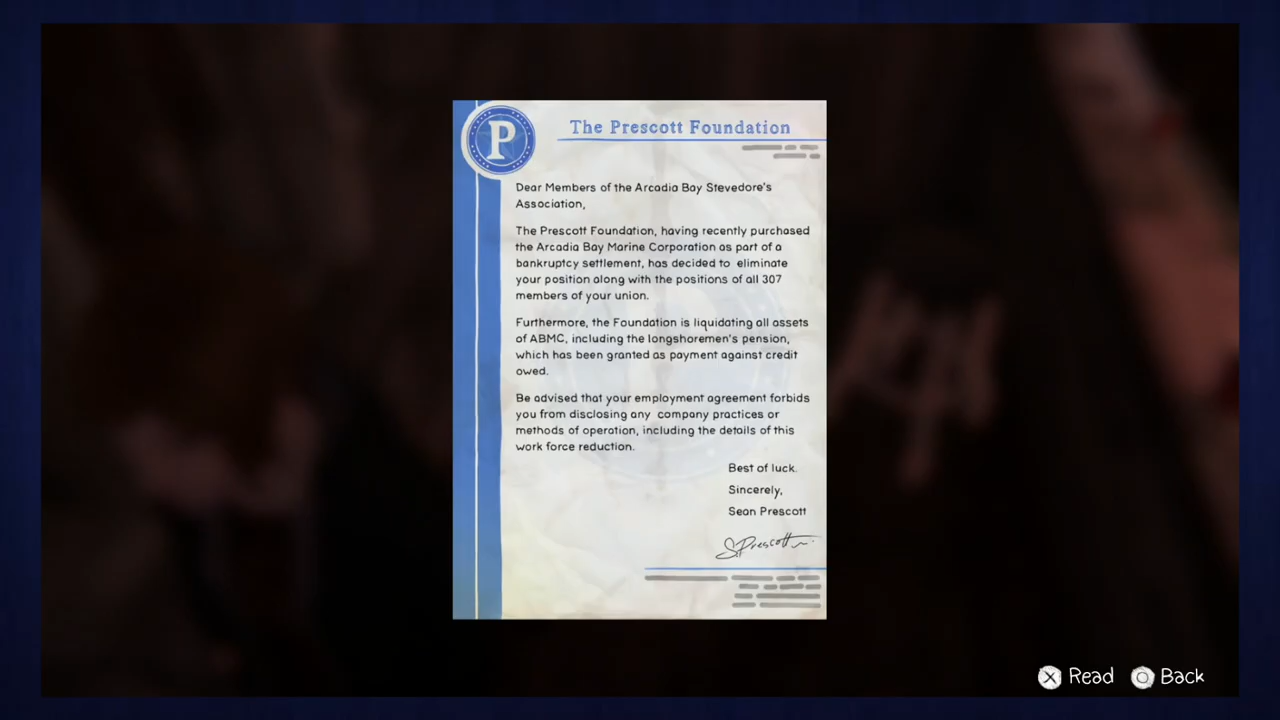 P
The Prescott Foundation
Dear Members of the Arcadia Bay Stevedore's
Association,
The Prescott Foundation, having recently purchased
the Arcadia Bay Marine Corporation as part of a
bankruptcy settlement, has decided to eliminate
your position along with the positions of all 307
members of your union.
Furthermore, the Foundation is liquidating all assets
of ABMC, including the longshoremen's pension,
which has been granted as payment against credit
owed.
Be advised that your employment agreement forbids
you from disclosing any company practices or
methods of operation, including the details of this
work force reduction.
Best of luck.
Sincerely,
Sean Prescott
S. Prescott
Read Back